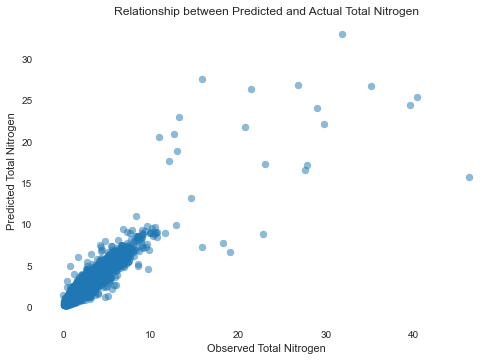 Relationship between Predicted and Actual Total Nitrogen
30
25
20
15
10
5
0
Predicted Total Nitrogen
0 10 20 30 40
Observed Total Nitrogen